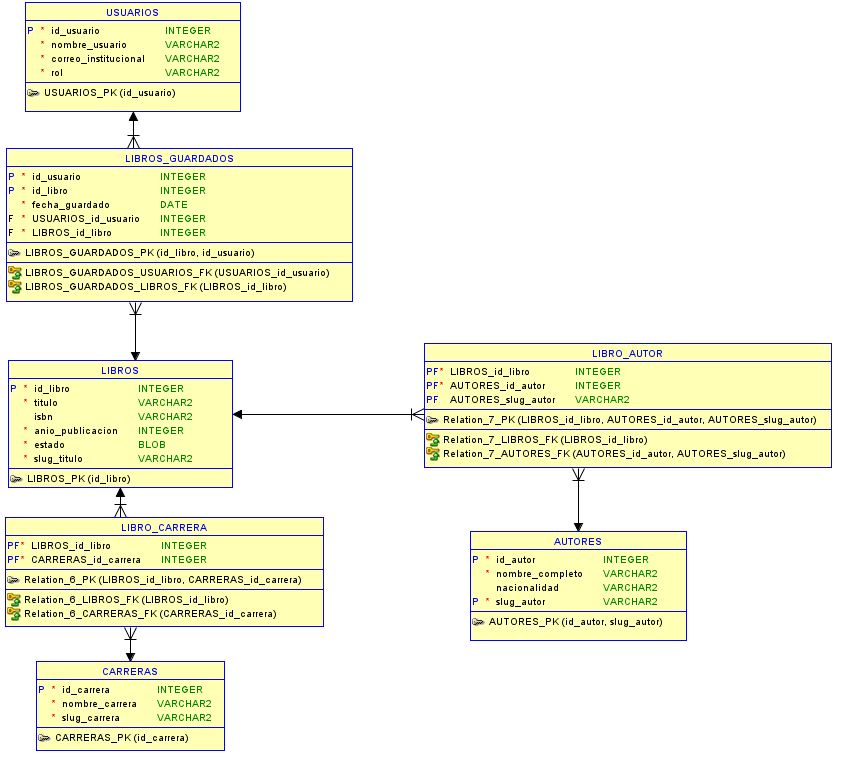 USUARIOS
P * id_usuario INTEGER
* nombre_usuario VARCHAR2
* correo_institucional VARCHAR2
* rol VARCHAR2
USUARIOS_PK (id_usuario)
LIBROS_GUARDADOS
P * id_usuario INTEGER
P * id_libro INTEGER
* fecha_guardado DATE
F * USUARIOS_id_usuario INTEGER
F * LIBROS_id_libro INTEGER
LIBROS_GUARDADOS_PK (id_libro, id_usuario)
LIBROS_GUARDADOS_USUARIOS_FK (USUARIOS_id_usuario)
LIBROS_GUARDADOS_LIBROS_FK (LIBROS_id_libro)
LIBROS
P * id_libro INTEGER
* titulo VARCHAR2
isbn VARCHAR2
* anio_publicacion INTEGER
* estado BLOB
* slug_titulo VARCHAR2
LIBROS_PK (id_libro)
LIBRO_AUTOR
PF* LIBROS_id_libro INTEGER
PF* AUTORES_id_autor INTEGER
PF AUTORES_slug_autor VARCHAR2
Relation_7_PK (LIBROS_id_libro, AUTORES_id_autor, AUTORES_slug_autor)
Relation_7_LIBROS_FK (LIBROS_id_libro)
Relation_7_AUTORES_FK (AUTORES_id_autor, AUTORES_slug_autor)
LIBRO_CARRERA
PF* LIBROS_id_libro INTEGER
PF* CARRERAS_id_carrera INTEGER
Relation_6_PK (LIBROS_id_libro, CARRERAS_id_carrera)
Relation_6_LIBROS_FK (LIBROS_id_libro)
Relation_6_CARRERAS_FK (CARRERAS_id_carrera)
AUTORES
P * id_autor INTEGER
* nombre_completo VARCHAR2
nacionalidad VARCHAR2
P * slug_autor VARCHAR2
AUTORES_PK (id_autor, slug_autor)
CARRERAS
P * id_carrera INTEGER
* nombre_carrera VARCHAR2
* slug_carrera VARCHAR2
CARRERAS_PK (id_carrera)